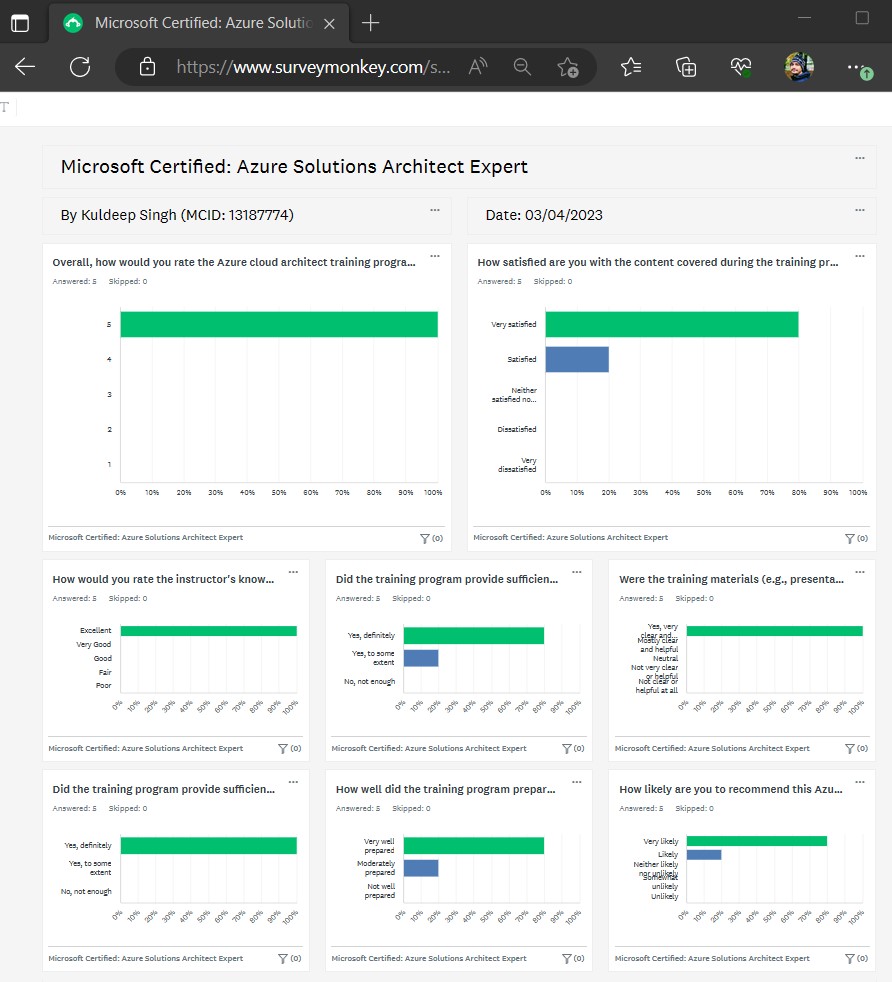 Microsoft Certified: Azure Solutio
https://www.surveymonkey.com/s...
T
Microsoft Certified: Azure Solutions Architect Expert
By Kuldeep Singh (MCID: 13187774)
Date: 03/04/2023
Overall, how would you rate the Azure cloud architect training progra...
Answered: 5 Skipped: 0
5
4
3
2
1
0% 10% 20% 30% 40% 50% 60% 70% 80% 90% 100%
Microsoft Certified: Azure Solutions Architect Expert (0)
How satisfied are you with the content covered during the training pr...
Answered: 5 Skipped: 0
Very satisfied
Satisfied
Neither
satisfied no...
Dissatisfied
Very
dissatisfied
0% 10% 20% 30% 40% 50% 60% 70% 80% 90% 100%
Microsoft Certified: Azure Solutions Architect Expert (0)
How would you rate the instructor's know...
Answered: 5 Skipped: 0
Excellent
Very Good
Good
Fair
Poor
0% 10% 20% 30% 40% 50% 60% 70% 80% 90% 100%
Microsoft Certified: Azure Solutions Architect Expert (0)
Did the training program provide sufficien...
Answered: 5 Skipped: 0
Yes, definitely
Yes, to some
extent
No, not enough
0% 10% 20% 30% 40% 50% 60% 70% 80% 90% 100%
Microsoft Certified: Azure Solutions Architect Expert (0)
Were the training materials (e.g., presenta...
Answered: 5 Skipped: 0
Yes, very
clear and...
Mostly clear
and helpful
Neutral
Not very clear
or helpful
Not clear or
helpful at all
0% 10% 20% 30% 40% 50% 60% 70% 80% 90% 100%
Microsoft Certified: Azure Solutions Architect Expert (0)
Did the training program provide sufficien...
Answered: 5 Skipped: 0
Yes, definitely
Yes, to some
extent
No, not enough
0% 10% 20% 30% 40% 50% 60% 70% 80% 90% 100%
Microsoft Certified: Azure Solutions Architect Expert (0)
How well did the training program prepar...
Answered: 5 Skipped: 0
Very well
prepared
Moderately
prepared
Not well
prepared
0% 10% 20% 30% 40% 50% 60% 70% 80% 90% 100%
Microsoft Certified: Azure Solutions Architect Expert (0)
How likely are you to recommend this Azu...
Answered: 5 Skipped: 0
Very likely
Likely
Neither likely
nor unlikely
Somewhat
unlikely
Unlikely
0% 10% 20% 30% 40% 50% 60% 70% 80% 90% 100%
Microsoft Certified: Azure Solutions Architect Expert (0)